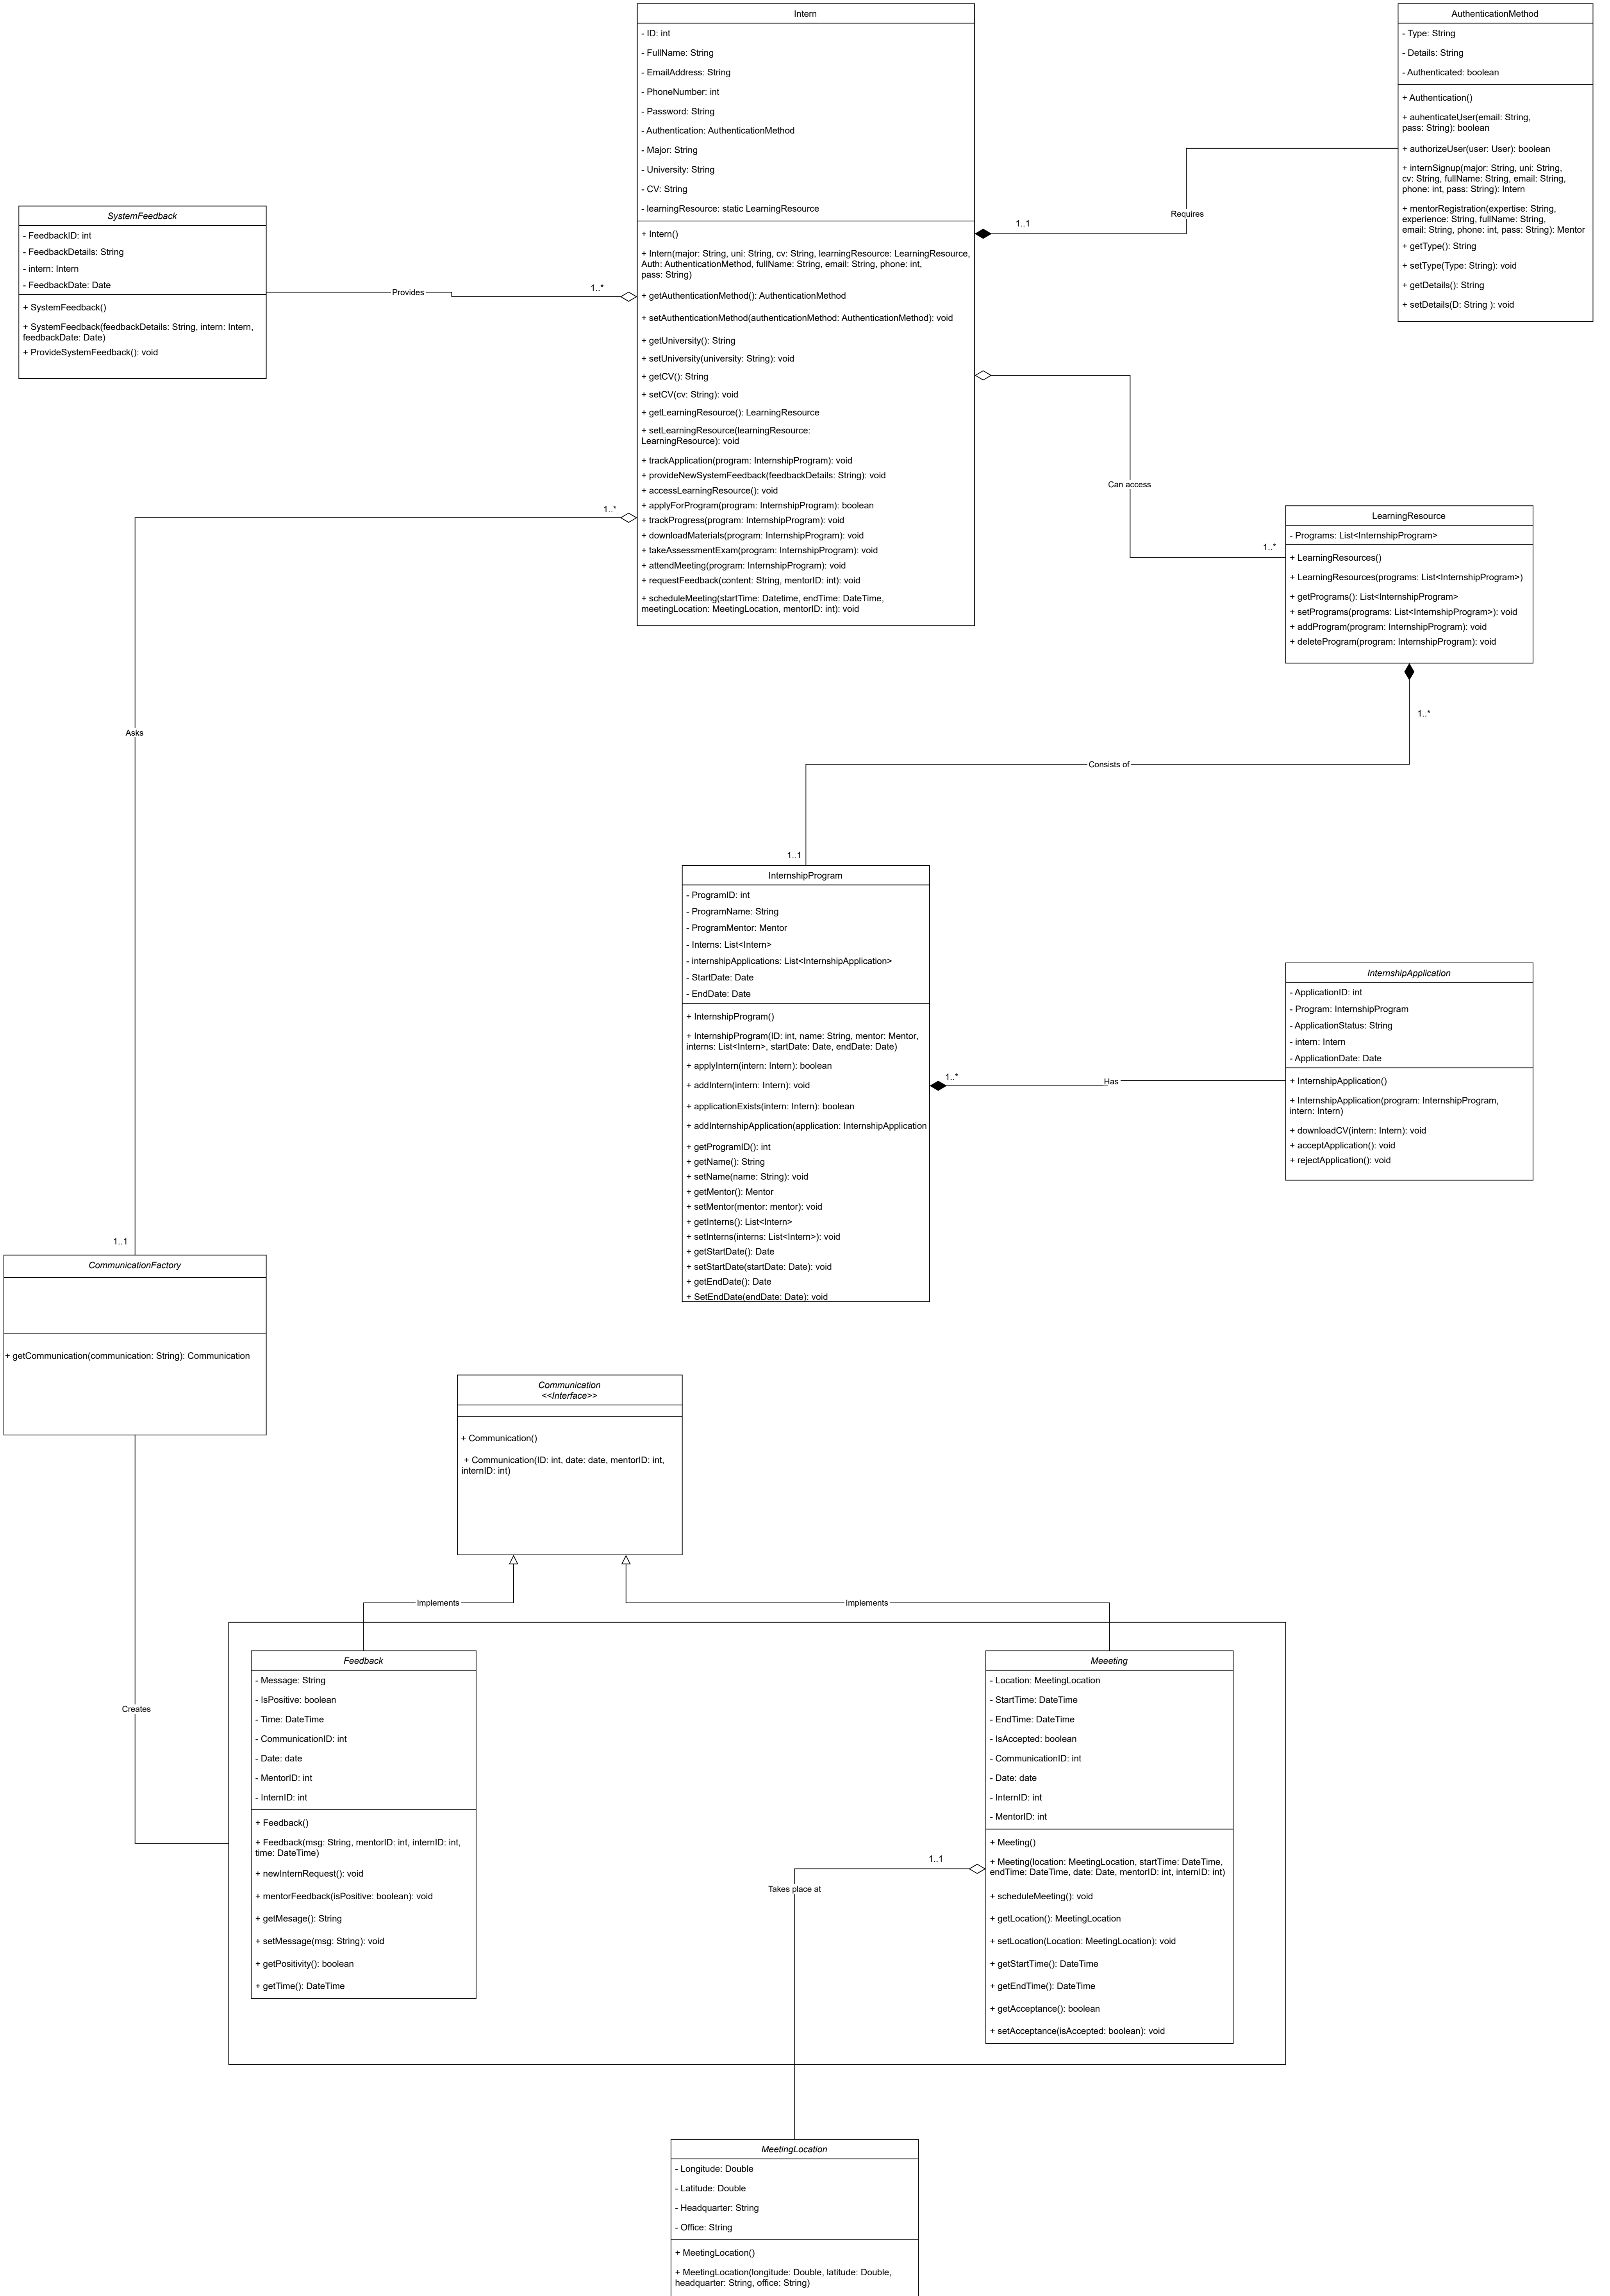 Intern
- ID: int
- FullName: String
- EmailAddress: String
- PhoneNumber: int
- Password: String
- Authentication: AuthenticationMethod
- Major: String
- University: String
- CV: String
- learningResource: static LearningResource
+ Intern()
+ Intern(major: String, uni: String, cv: String, learningResource: LearningResource,
Auth: AuthenticationMethod, fullName: String, email: String, phone: int,
pass: String)
+ getAuthenticationMethod(): AuthenticationMethod
+ setAuthenticationMethod(authenticationMethod: AuthenticationMethod): void
+ getUniversity(): String
+ setUniversity(university: String): void
+ getCV(): String
+ setCV(cv: String): void
+ getLearningResource(): LearningResource
+ setLearningResource(learningResource:
LearningResource): void
+ trackApplication(program: InternshipProgram): void
+ provideNewSystemFeedback(feedbackDetails: String): void
+ accessLearningResource(): void
+ applyForProgram(program: InternshipProgram): boolean
+ trackProgress(program: InternshipProgram): void
+ downloadMaterials(program: InternshipProgram): void
+ takeAssessmentExam(program: InternshipProgram): void
+ attendMeeting(program: InternshipProgram): void
+ requestFeedback(content: String, mentorID: int): void
+ scheduleMeeting(startTime: Datetime, endTime: DateTime,
meetingLocation: MeetingLocation, mentorID: int): void
AuthenticationMethod
- Type: String
- Details: String
- Authenticated: boolean
+ Authentication()
+ auhenticateUser(email: String,
pass: String): boolean
+ authorizeUser(user: User): boolean
+ internSignup(major: String, uni: String,
cv: String, fullName: String, email: String,
phone: int, pass: String): Intern
+ mentorRegistration(expertise: String,
experience: String, fullName: String,
email: String, phone: int, pass: String): Mentor
+ getType(): String
+ setType(Type: String): void
+ getDetails(): String
+ setDetails(D: String ): void
Requires
1..1
SystemFeedback
- FeedbackID: int
- FeedbackDetails: String
- intern: Intern
- FeedbackDate: Date
+ SystemFeedback()
+ SystemFeedback(feedbackDetails: String, intern: Intern,
feedbackDate: Date)
+ ProvideSystemFeedback(): void
Provides
1..*
Can access
1..*
1..*
Asks
1..1
LearningResource
- Programs: List<InternshipProgram>
+ LearningResources()
+ LearningResources(programs: List<InternshipProgram>)
+ getPrograms(): List<InternshipProgram>
+ setPrograms(programs: List<InternshipProgram>): void
+ addProgram(program: InternshipProgram): void
+ deleteProgram(program: InternshipProgram): void
1..*
Consists of
1..1
InternshipProgram
- ProgramID: int
- ProgramName: String
- ProgramMentor: Mentor
- Interns: List<Intern>
- internshipApplications: List<InternshipApplication>
- StartDate: Date
- EndDate: Date
+ InternshipProgram()
+ InternshipProgram(ID: int, name: String, mentor: Mentor,
interns: List<Intern>, startDate: Date, endDate: Date)
+ applyIntern(intern: Intern): boolean
+ addIntern(intern: Intern): void
+ applicationExists(intern: Intern): boolean
+ addInternshipApplication(application: InternshipApplication
+ getProgramID(): int
+ getName(): String
+ setName(name: String): void
+ getMentor(): Mentor
+ setMentor(mentor: mentor): void
+ getInterns(): List<Intern>
+ setInterns(interns: List<Intern>): void
+ getStartDate(): Date
+ setStartDate(startDate: Date): void
+ getEndDate(): Date
+ SetEndDate(endDate: Date): void
1..*
Has
InternshipApplication
- ApplicationID: int
- Program: InternshipProgram
- ApplicationStatus: String
- intern: Intern
- ApplicationDate: Date
+ InternshipApplication()
+ InternshipApplication(program: InternshipProgram,
intern: Intern)
+ downloadCV(intern: Intern): void
+ acceptApplication(): void
+ rejectApplication(): void
CommunicationFactory
+ getCommunication(communication: String): Communication
Creates
Communication
<<Interface>>
+ Communication()
+ Communication(ID: int, date: date, mentorID: int,
internID: int)
Implements
Implements
Feedback
- Message: String
- IsPositive: boolean
- Time: DateTime
- CommunicationID: int
- Date: date
- MentorID: int
- InternID: int
+ Feedback()
+ Feedback(msg: String, mentorID: int, internID: int,
time: DateTime)
+ newInternRequest(): void
+ mentorFeedback(isPositive: boolean): void
+ getMesage(): String
+ setMessage(msg: String): void
+ getPositivity(): boolean
+ getTime(): DateTime
Meeeting
- Location: MeetingLocation
- StartTime: DateTime
- EndTime: DateTime
- IsAccepted: boolean
- CommunicationID: int
- Date: date
- InternID: int
- MentorID: int
+ Meeting()
+ Meeting(location: MeetingLocation, startTime: DateTime,
endTime: DateTime, date: Date, mentorID: int, internID: int)
+ scheduleMeeting(): void
+ getLocation(): MeetingLocation
+ setLocation(Location: MeetingLocation): void
+ getStartTime(): DateTime
+ getEndTime(): DateTime
+ getAcceptance(): boolean
+ setAcceptance(isAccepted: boolean): void
1..1
Takes place at
MeetingLocation
- Longitude: Double
- Latitude: Double
- Headquarter: String
- Office: String
+ MeetingLocation()
+ MeetingLocation(longitude: Double, latitude: Double,
headquarter: String, office: String)